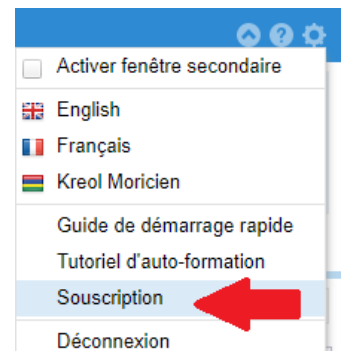 Activer fenêtre secondaire
English
Français
Kreol Moricien
Guide de démarrage rapide
Tutoriel d'auto-formation
Souscription
Déconnexion